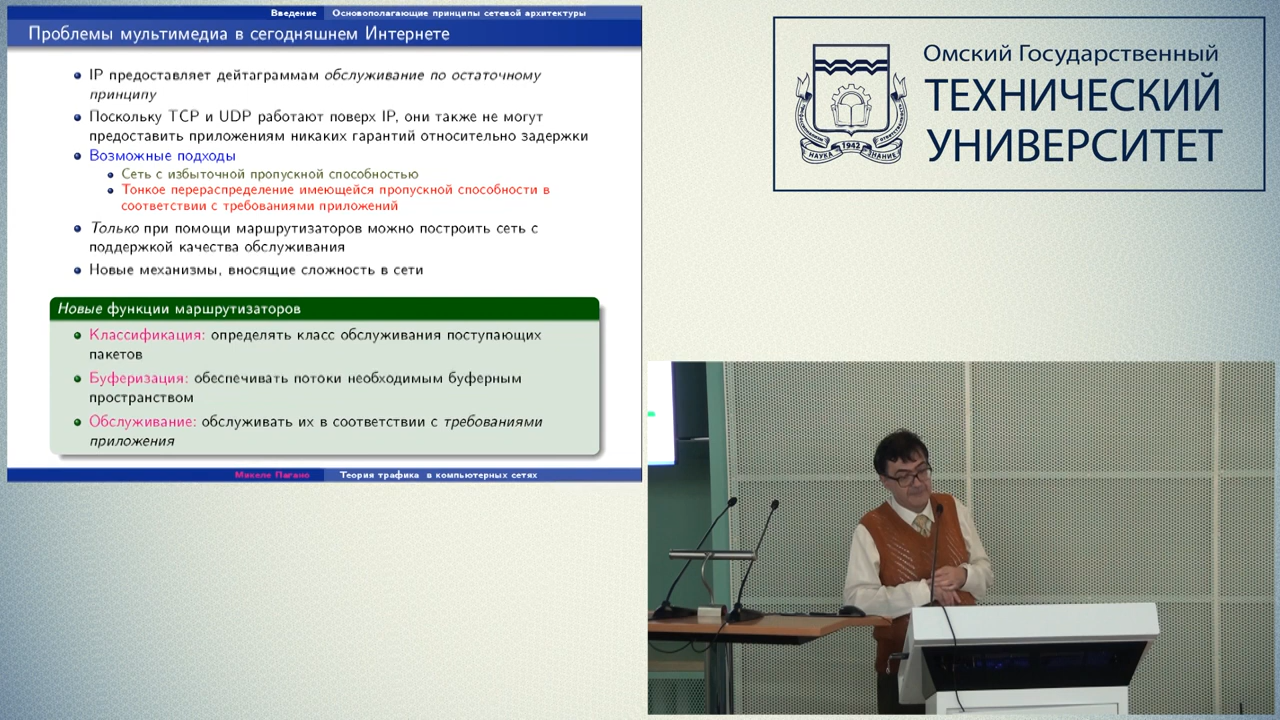 Введение Основополагающие принципы сетевой архитектуры
Проблемы мультимедиа в сегодняшнем Интернете
IP предоставляет дейтаграммам обслуживание по остаточному
принципу
Поскольку TCP и UDP работают поверх IP, они также не могут
предоставить приложениям никаких гарантий относительно задержки
Возможные подходы
Сеть с избыточной пропускной способностью
Тонкое перераспределение имеющейся пропускной способности в
соответствии с требованиями приложений
Только при помощи маршрутизаторов можно построить сеть с
поддержкой качества обслуживания
Новые механизмы, вносящие сложность в сети
Новые функции маршрутизаторов
Классификация: определять класс обслуживания поступающих
пакетов
Буферизация: обеспечивать потоки необходимым буферным
пространством
Обслуживание: обслуживать их в соответствии с требованиями
приложения
Микеле Пагано Теория трафика в компьютерных сетях
Омский Государственный
ТЕХНИЧЕСКИЙ
УНИВЕРСИТЕТ
НАУКА 1942 ЗНАНИЕ